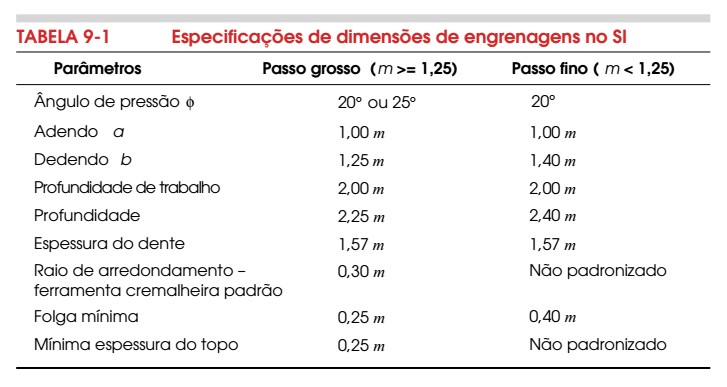 TABELA 9-1 Especificações de dimensões de engrenagens no SI
Parâmetros Passo grosso (m >= 1,25) Passo fino ( m < 1,25)
Ângulo de pressão ϕ 20° ou 25° 20°
Adendo a 1,00 m 1,00 m
Dedendo b 1,25 m 1,40 m
Profundidade de trabalho 2,00 m 2,00 m
Profundidade 2,25 m 2,40 m
Espessura do dente 1,57 m 1,57 m
Raio de arredondamento – 0,30 m Não padronizado
ferramenta cremalheira padrão
Folga mínima 0,25 m 0,40 m
Mínima espessura do topo 0,25 m Não padronizado